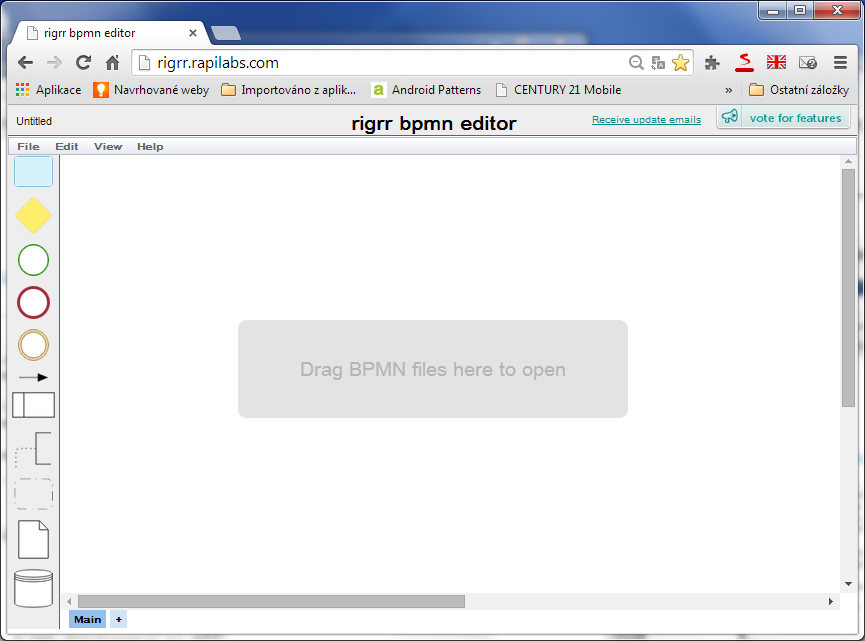 rigrr bpmn editor
rigrr.rapilabs.com
Aplikace Navrhované weby Importováno z aplik... a Android Patterns CENTURY 21 Mobile » Ostatní záložky
Untitled rigrr bpmn editor Receive update emails vote for features
File Edit View Help
Drag BPMN files here to open
Main +